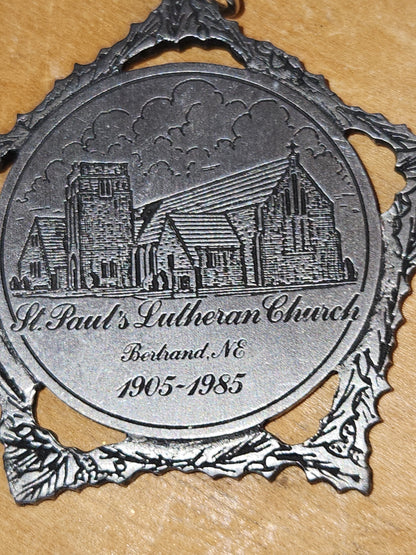 St. Paul's Lutheran Church
Bertrand, NE
1905-1985